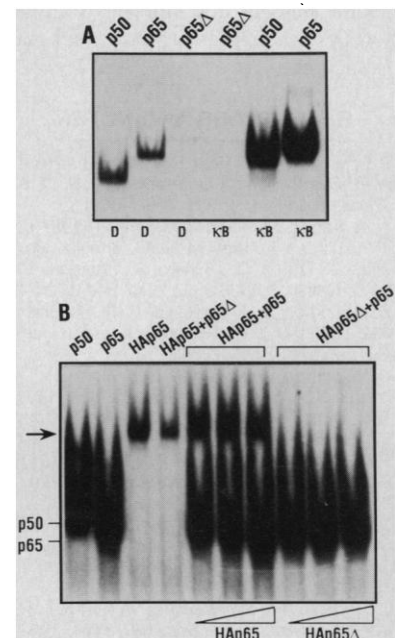 A
p50 p65 p65Δ p65Δ p50 p65
D D D κB κB κB
B
p50 p65 HAp65 HAp65+p65Δ HAp65+p65 HAp65Δ+p65
p50
p65
HAp65 HAp65Δ